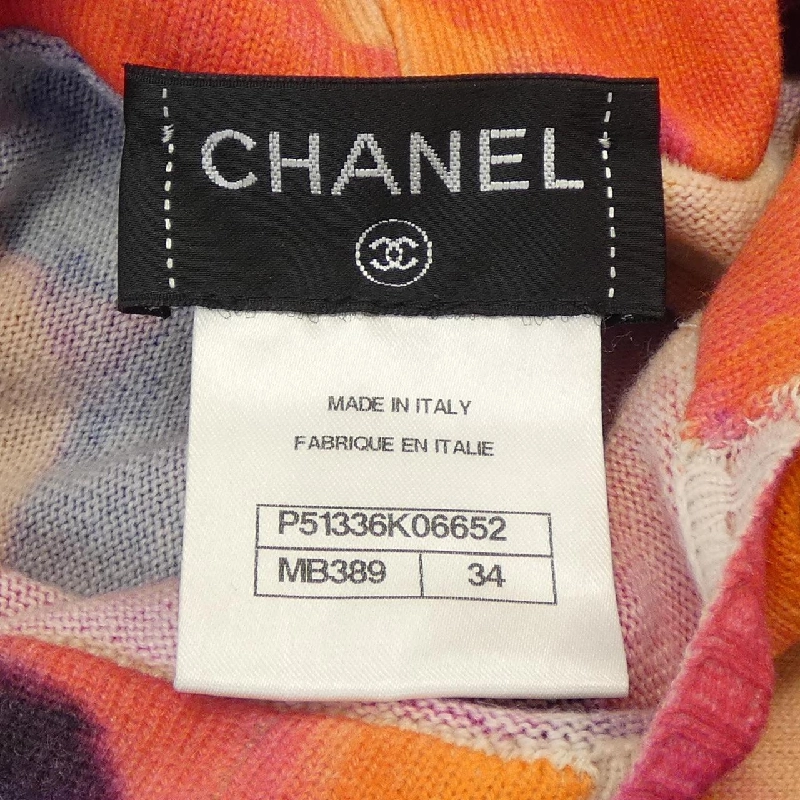 CHANEL
MADE IN ITALY
FABRIQUE EN ITALIE
P51336K06652
MB389 34